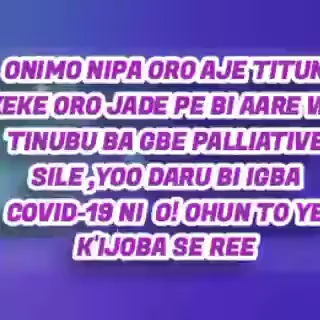 ONIMO NIPA ORO AJE TITUN
KEKE ORO JADE PE BI AARE
TINUBU BA GBE PALLIATIVE
SILE ,YOO DARU BI IGBA
COVID-19 NI O! OHUN TO YE
K'IJOBA SE REE